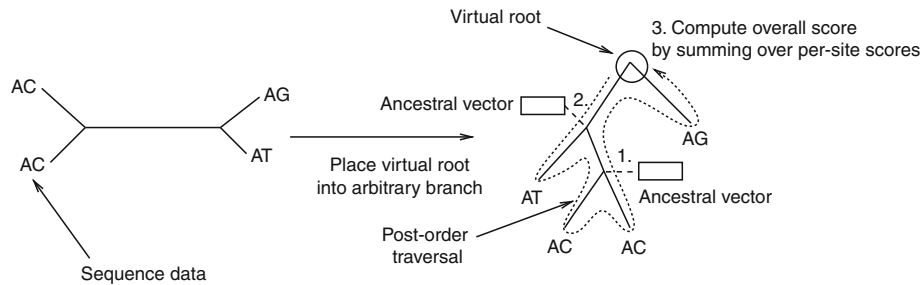 AC
AC
Sequence data
AG
AT
Place virtual root
into arbitrary branch
Virtual root
3. Compute overall score
by summing over per-site scores
Ancestral vector
2.
AG
1.
Ancestral vector
AT
AC
AC
Post-order
traversal